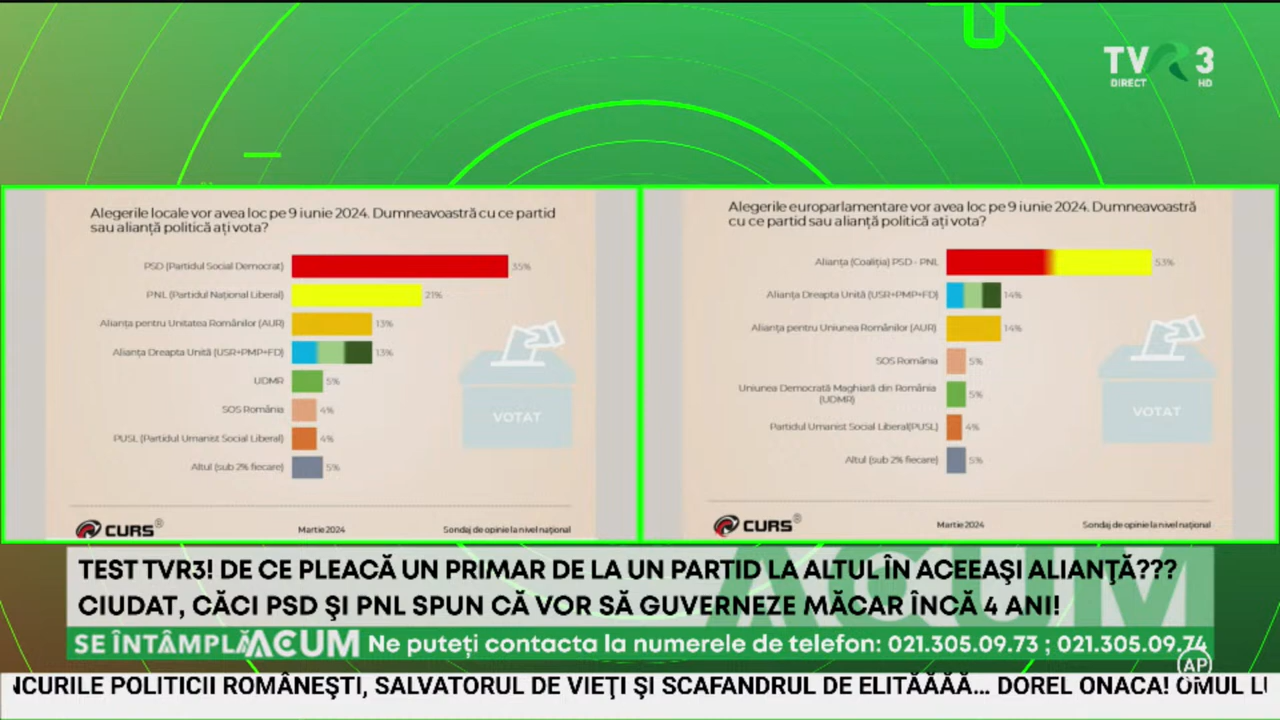 TVR 3
DIRECT
HD
Alegerile locale vor avea loc pe 9 iunie 2024. Dumneavoastră cu ce partid
sau alianță politică ați vota?
PSD (Partidul Social Democrat)
35%
PNL (Partidul Național Liberal)
21%
Alianța pentru Unitatea Românilor (AUR)
13%
Alianța Dreapta Unită (USR+PMP+FD)
13%
UDMR
5%
SOS România
4%
PUSL (Partidul Umanist Social Liberal)
4%
Altul (sub 2% fiecare)
5%
VOTAT
CURS®
Martie 2024
Sondaj de opinie la nivel național
Alegerile europarlamentare vor avea loc pe 9 iunie 2024. Dumneavoastră
cu ce partid sau alianță politică ați vota?
Alianța (Coaliția) PSD - PNL
53%
Alianța Dreapta Unită (USR+PMP+FD)
14%
Alianța pentru Uniunea Românilor (AUR)
14%
SOS România
5%
Uniunea Democrată Maghiară din România
(UDMR)
5%
Partidul Umanist Social Liberal(PUSL)
4%
Altul (sub 2% fiecare)
5%
VOTAT
CURS®
Martie 2024
Sondaj de opinie la nivel național
TEST TVR3! DE CE PLEACĂ UN PRIMAR DE LA UN PARTID LA ALTUL ÎN ACEEAŞI ALIANŢĂ???
CIUDAT, CĂCI PSD ŞI PNL SPUN CĂ VOR SĂ GUVERNEZE MĂCAR ÎNCĂ 4 ANI!
SE ÎNTÂMPLĂ ACUM Ne puteți contacta la numerele de telefon: 021.305.09.73 ; 021.305.09.74
AP
POLITICII ROMÂNEŞTI, SALVATORUL DE VIEŢI ŞI SCAFANDRUL DE ELITĂĂĂĂ... DOREL ONACA! OMUL